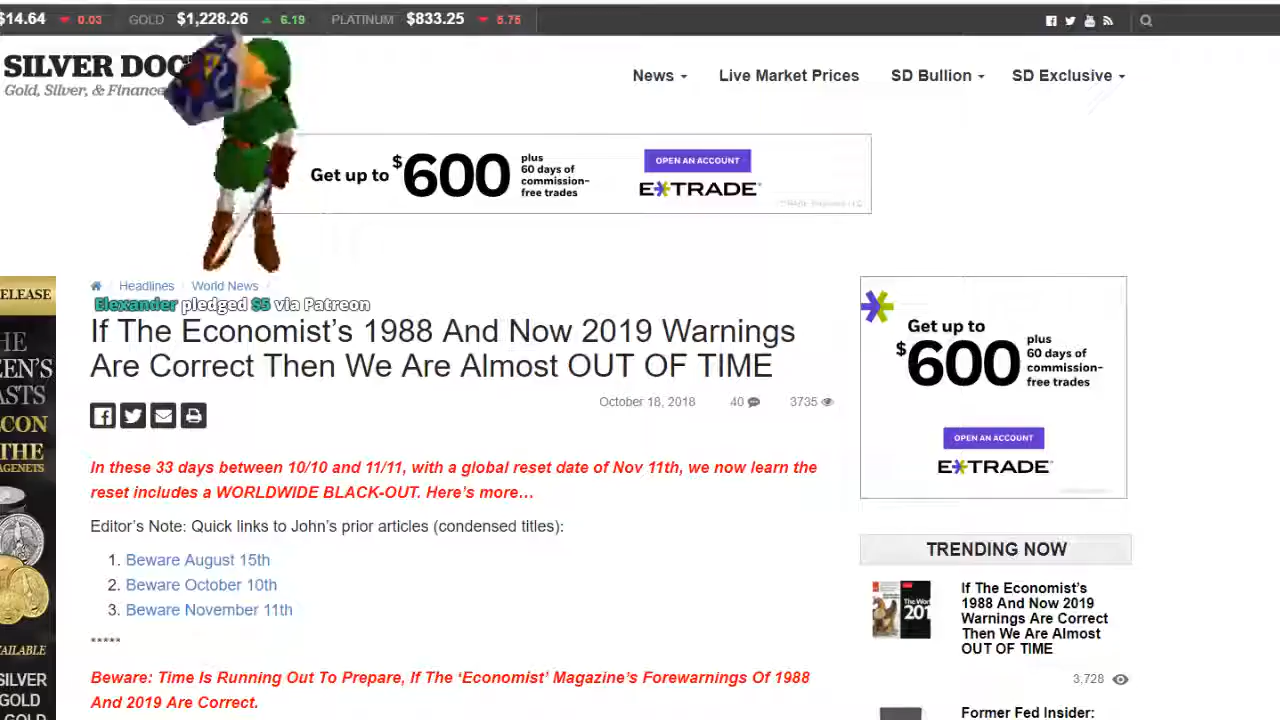 $14.64 0.03 GOLD $1,228.26 6.19 PLATINUM $833.25 5.75
SILVER DOC
Gold, Silver, & Finance
News Live Market Prices SD Bullion SD Exclusive
Get up to $600 plus 60 days of commission-free trades
OPEN AN ACCOUNT
E*TRADE
Headlines World News
Elexander pledged $5 via Patreon
If The Economist's 1988 And Now 2019 Warnings
Are Correct Then We Are Almost OUT OF TIME
October 18, 2018 40 3735
In these 33 days between 10/10 and 11/11, with a global reset date of Nov 11th, we now learn the
reset includes a WORLDWIDE BLACK-OUT. Here's more…
Editor's Note: Quick links to John's prior articles (condensed titles):
1. Beware August 15th
2. Beware October 10th
3. Beware November 11th
*****
Beware: Time Is Running Out To Prepare, If The 'Economist' Magazine's Forewarnings Of 1988
And 2019 Are Correct.
ELEASE
HE
EEN'S
ASTS
CON
THE
AGENETS
AILABLE
SILVER
GOLD
Get up to
$600
plus
60 days of
commission-
free trades
OPEN AN ACCOUNT
E*TRADE
TRENDING NOW
If The Economist's
1988 And Now 2019
Warnings Are Correct
Then We Are Almost
OUT OF TIME
3,728
Former Fed Insider: